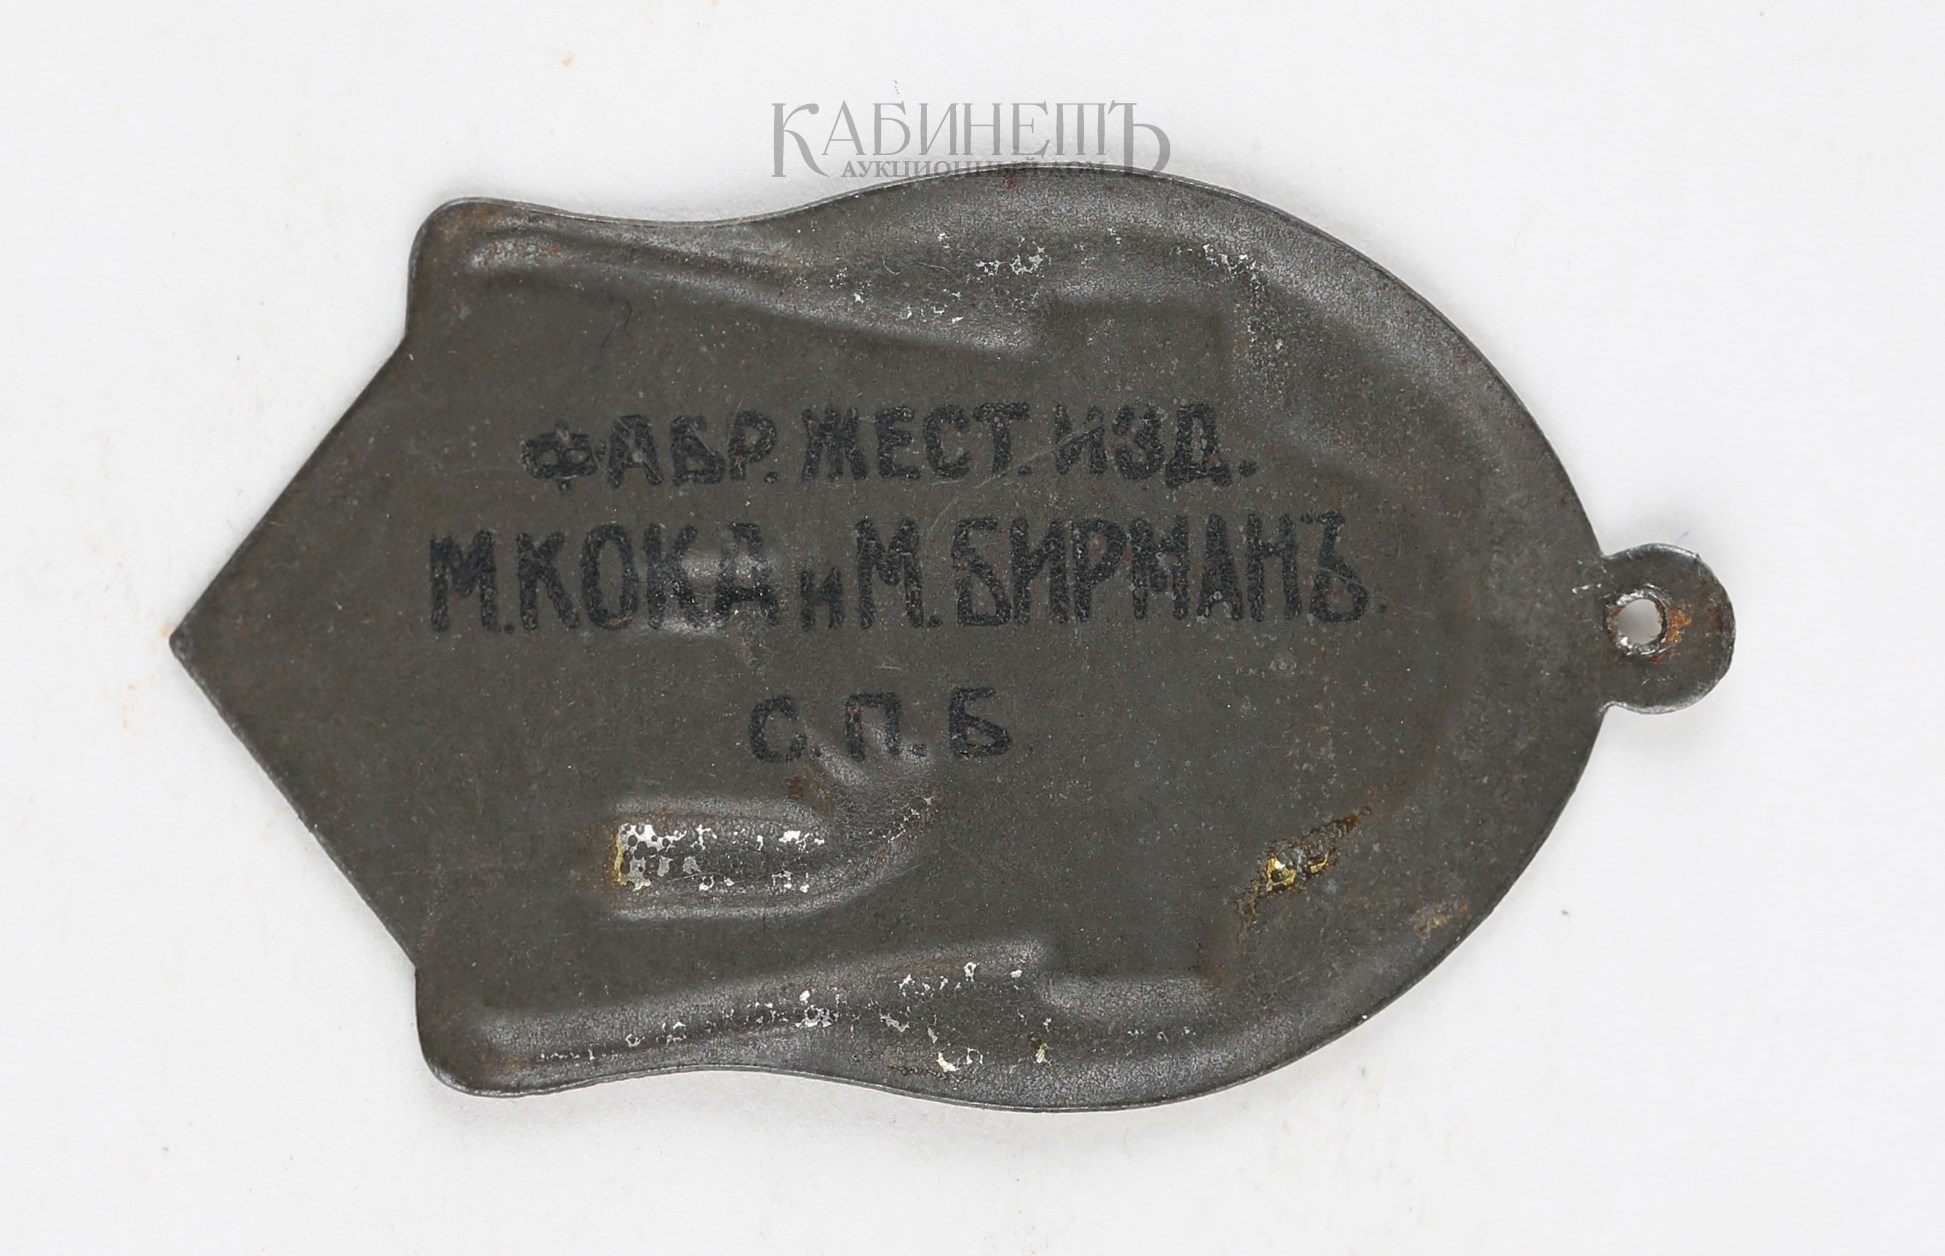 КАБИНЕТЪ
АУКЦИОННЫЙ ДОМ
ФАБР. ЖЕСТ. ИЗД.
М. КОКА и М. БИРМАНЪ.
С. П. Б